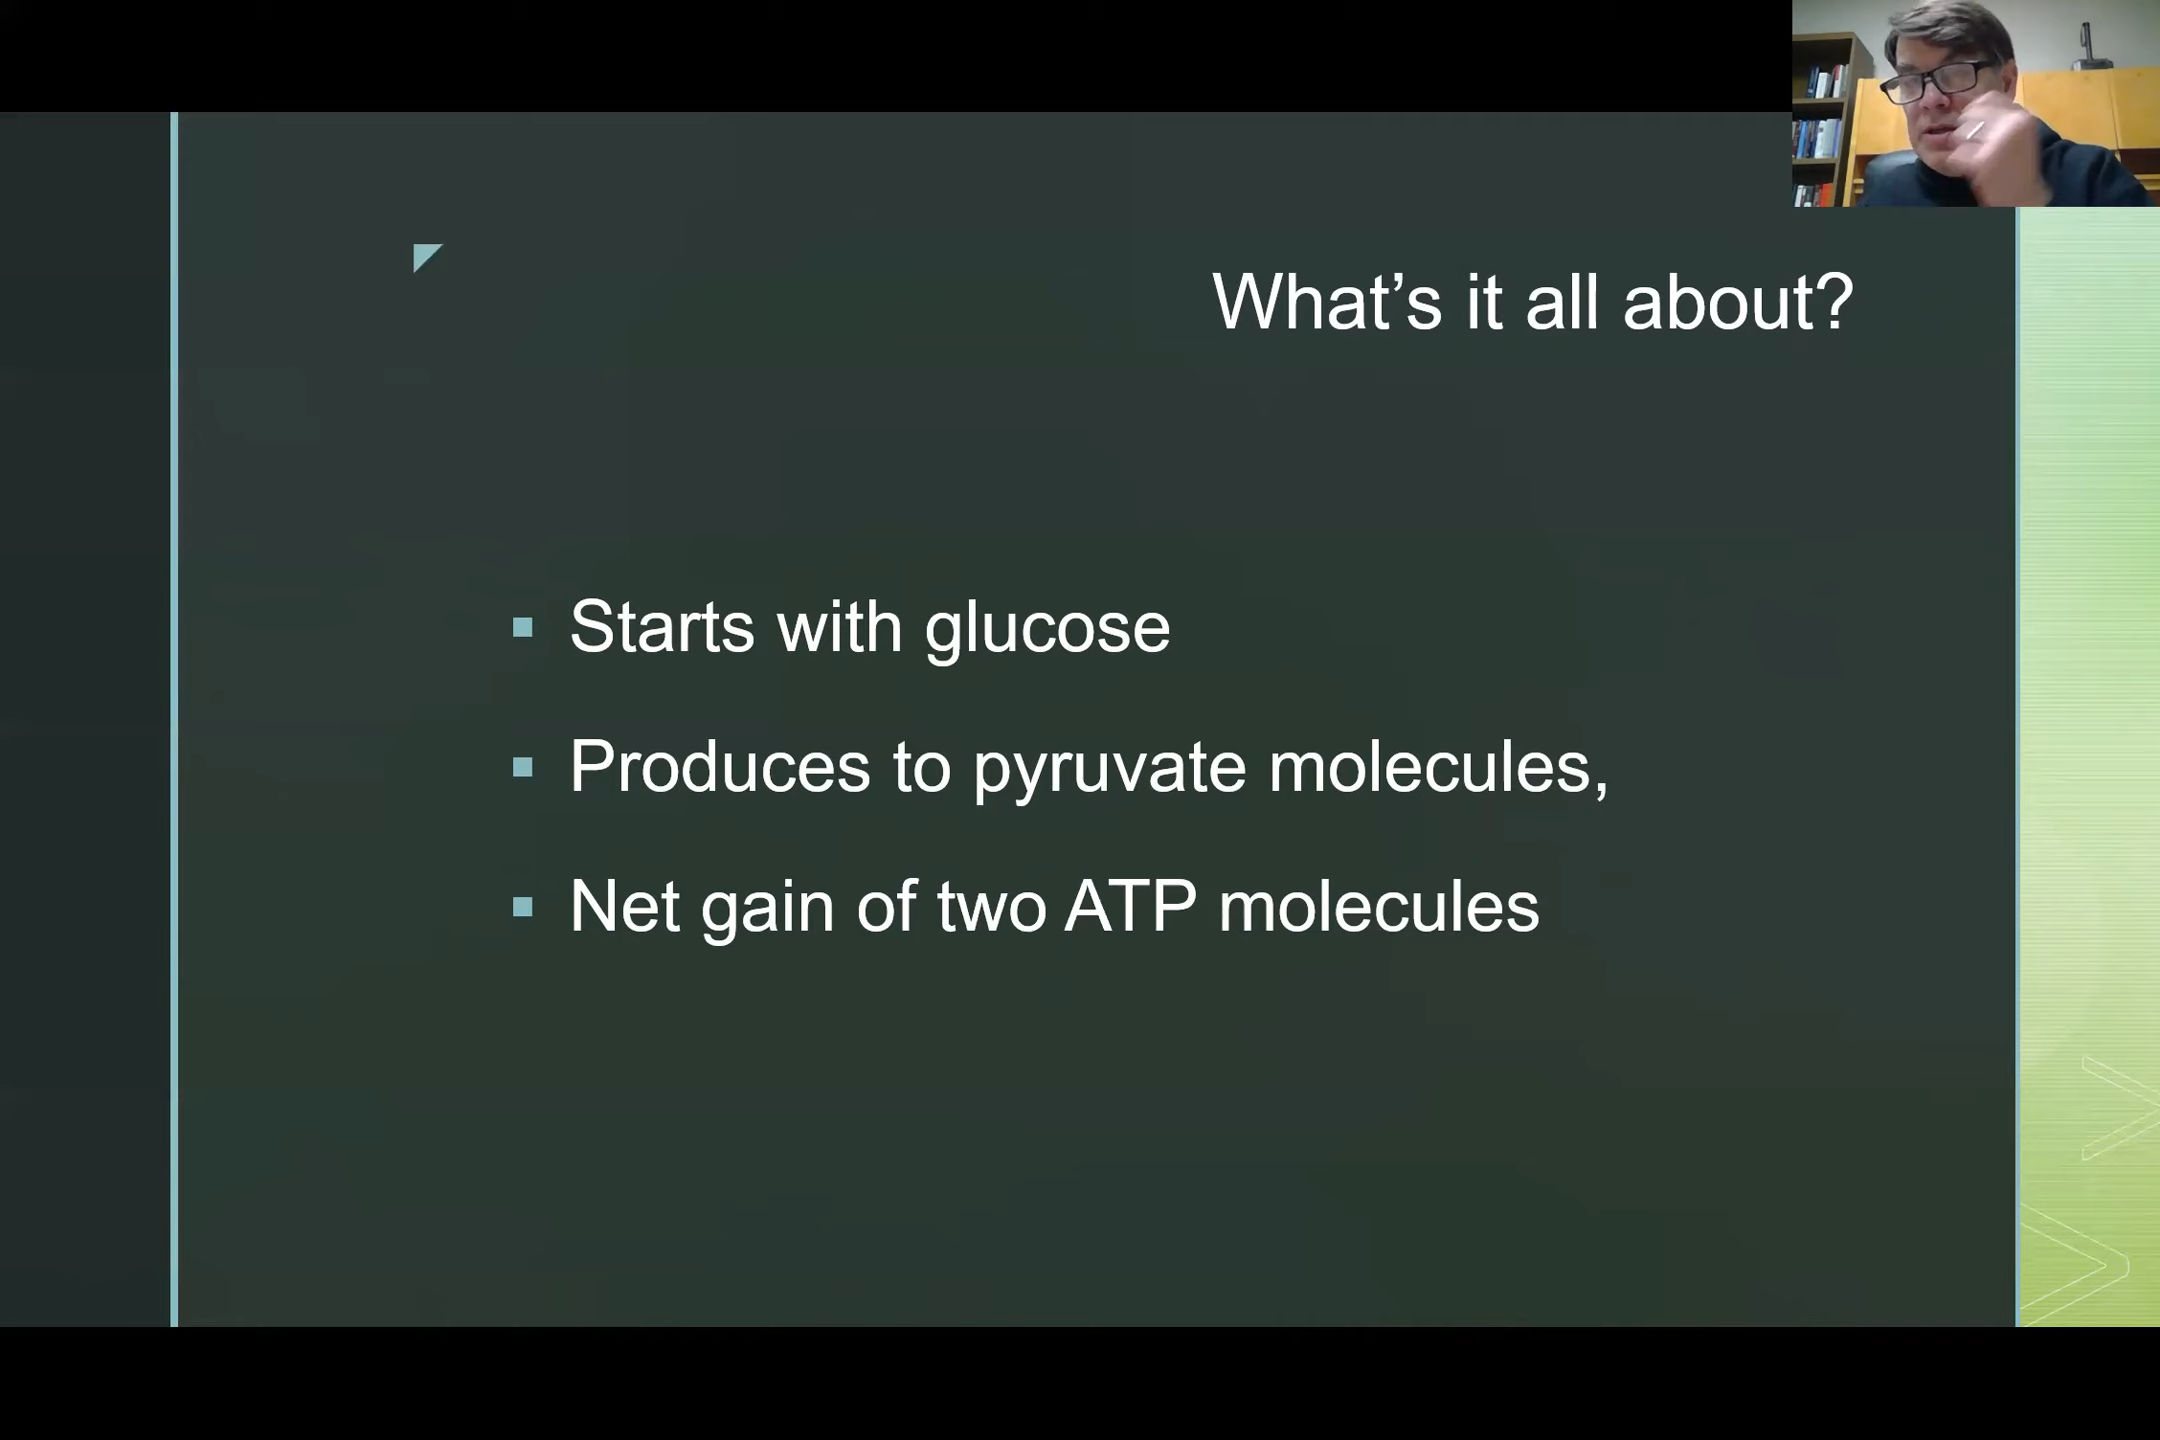 What’s it all about?
Starts with glucose
Produces to pyruvate molecules,
Net gain of two ATP molecules